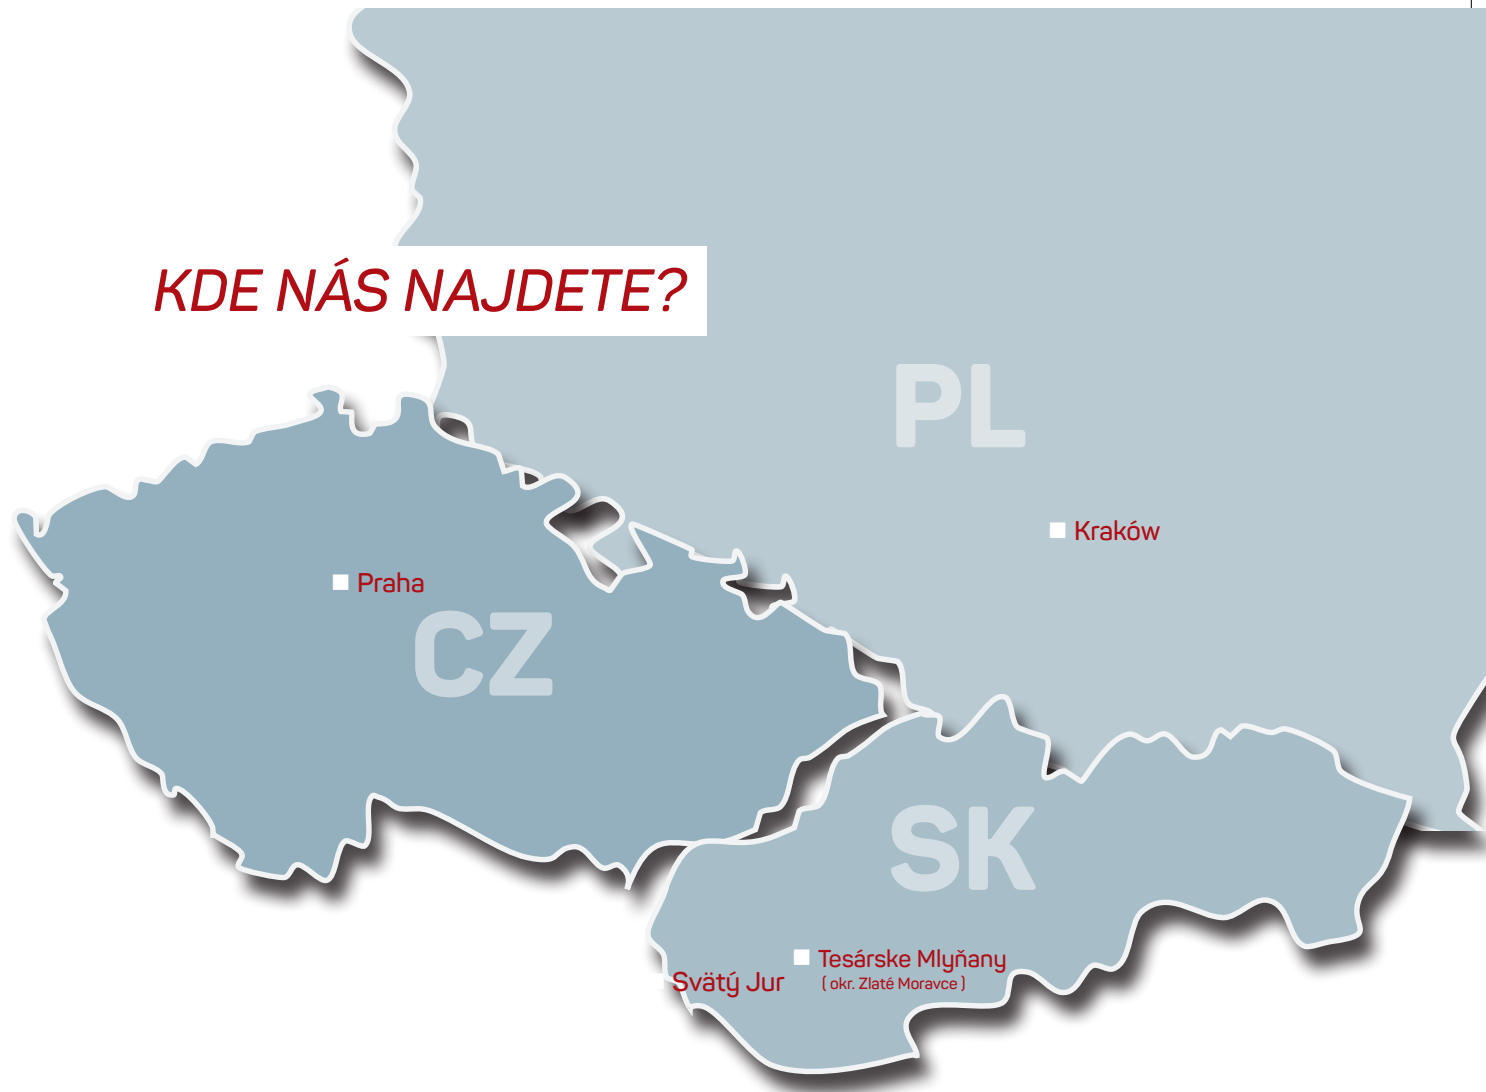 KDE NÁS NAJDETE?
PL
Kraków
Praha
CZ
SK
Tesárske Mlyňany
( okr. Zlaté Moravce )
Svätý Jur